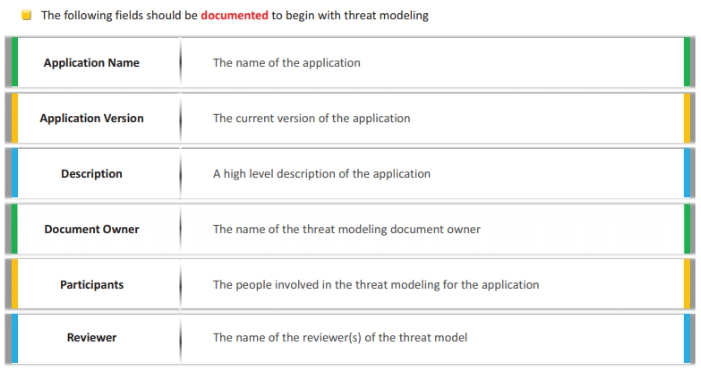 The following fields should be documented to begin with threat modeling
Application Name The name of the application
Application Version The current version of the application
Description A high level description of the application
Document Owner The name of the threat modeling document owner
Participants The people involved in the threat modeling for the application
Reviewer The name of the reviewer(s) of the threat model